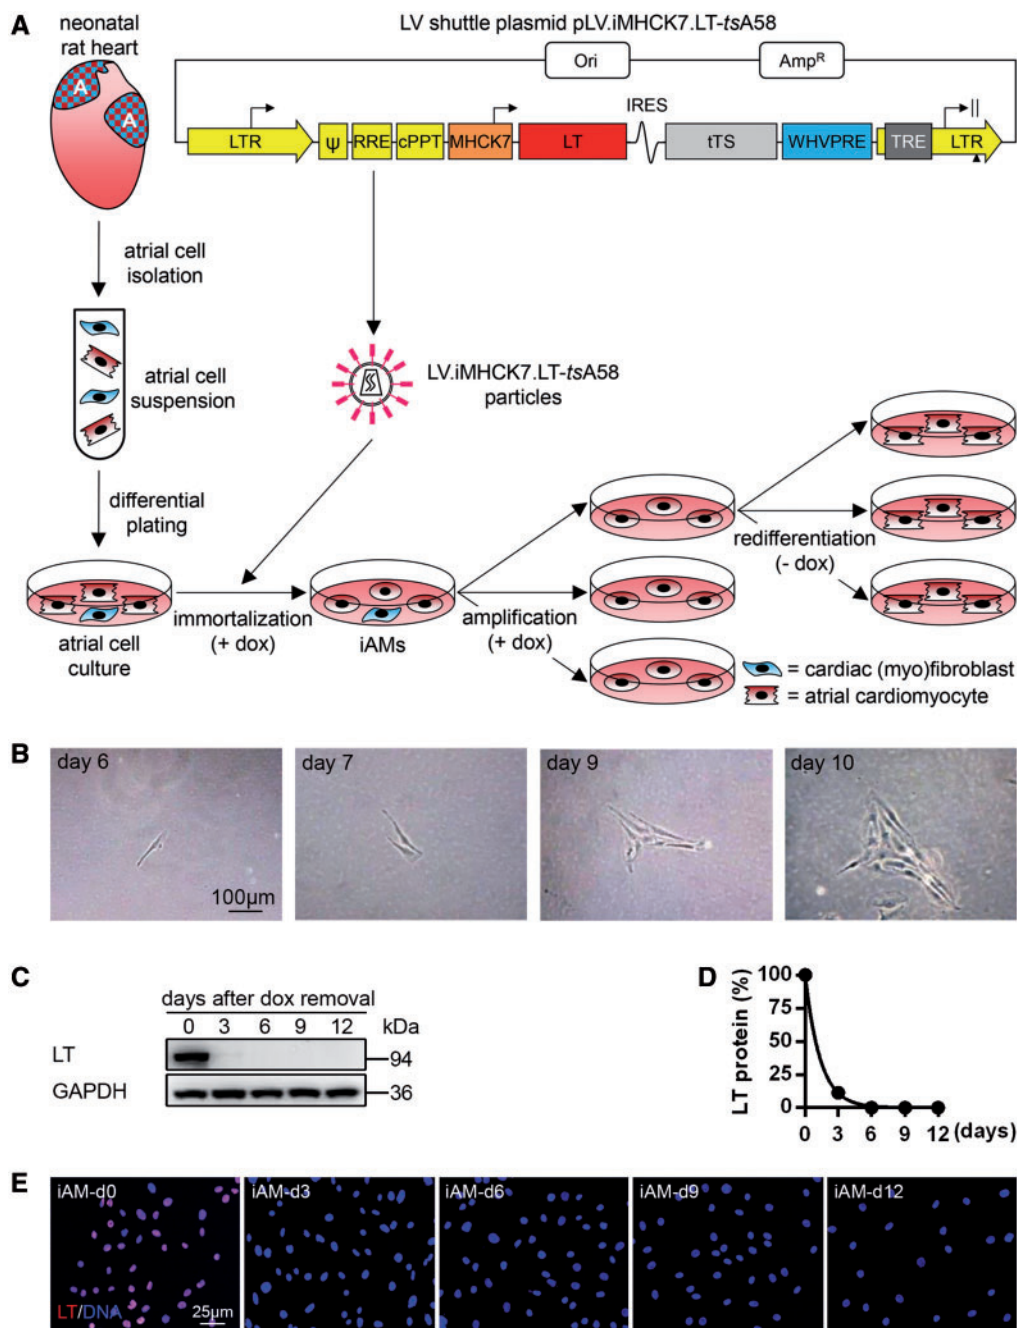 A
neonatal
rat heart
A
A
LV shuttle plasmid pLV.iMHCK7.LT-tsA58
Ori
AmpR
IRES
LTR
ψ
RRE
cPPT
MHCK7
LT
tTS
WHVPRE
TRE
LTR
atrial cell
isolation
atrial cell
suspension
LV.iMHCK7.LT-tsA58
particles
differential
plating
atrial cell
culture
immortalization
(+ dox)
iAMs
amplification
(+ dox)
redifferentiation
(- dox)
= cardiac (myo)fibroblast
= atrial cardiomyocyte
B
day 6
day 7
day 9
day 10
100µm
C
days after dox removal
0 3 6 9 12 kDa
LT 94
GAPDH 36
D
LT protein (%)
100
75
50
25
0
0 3 6 9 12 (days)
E
iAM-d0
iAM-d3
iAM-d6
iAM-d9
iAM-d12
LT/DNA
25µm